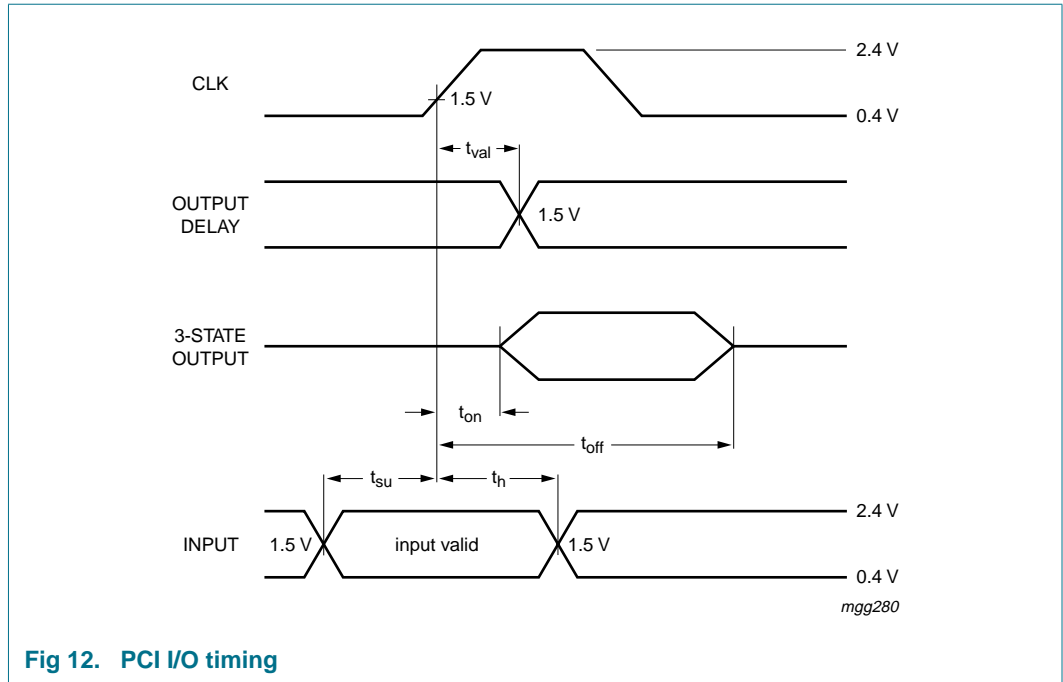 2.4 V
CLK
1.5 V
0.4 V
tval
OUTPUT
DELAY
1.5 V
3-STATE
OUTPUT
ton
toff
tsu
th
2.4 V
INPUT
1.5 V
input valid
1.5 V
0.4 V
mgg280
Fig 12. PCI I/O timing